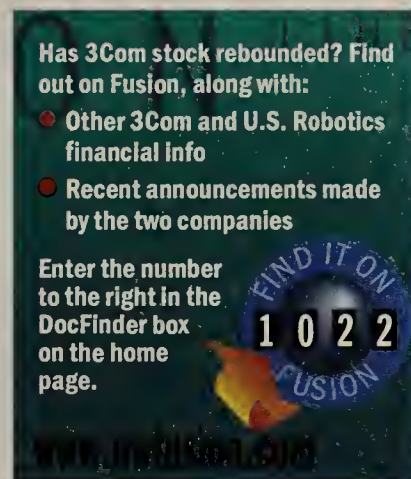 Has 3Com stock rebounded? Find
out on Fusion, along with:
Other 3Com and U.S. Robotics
financial info
Recent announcements made
by the two companies
Enter the number
to the right in the
DocFinder box
on the home
page.
FIND IT ON
1 0 2 2
FUSION